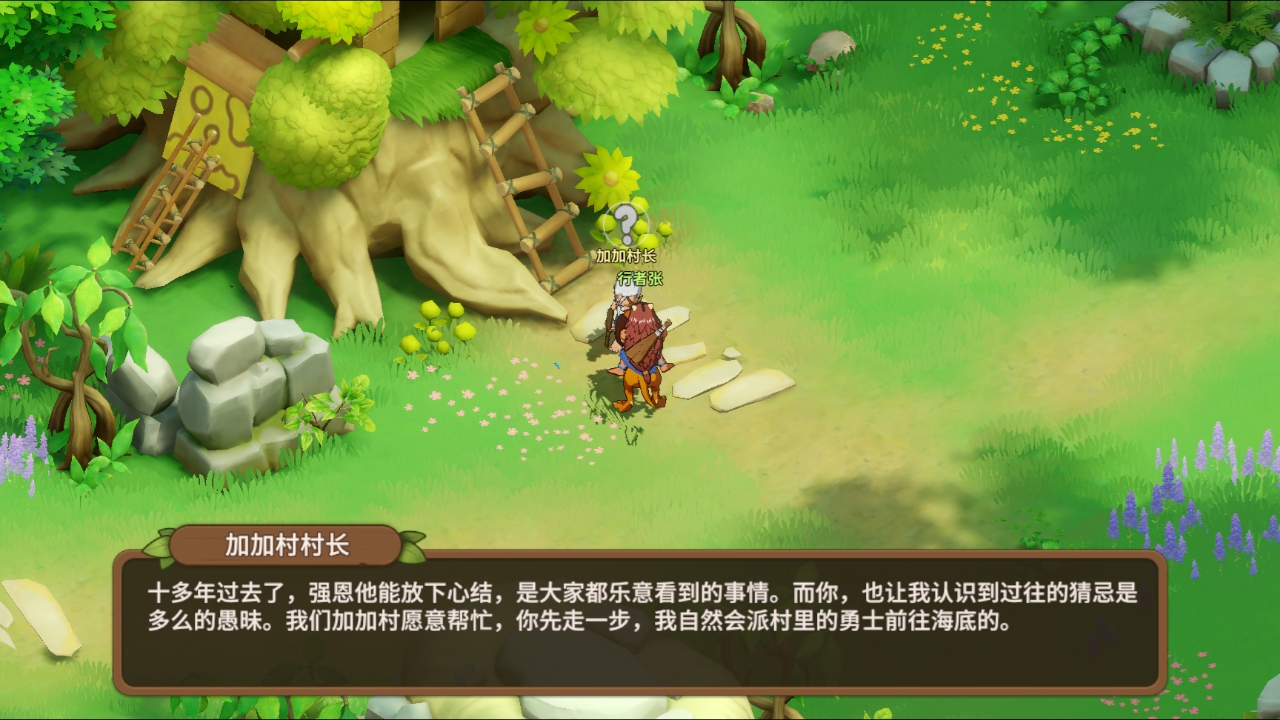 加加村长
行者张
加加村村长
十多年过去了，强恩他能放下心结，是大家都乐意看到的事情。而你，也让我认识到过往的猜忌是
多么的愚昧。我们加加村愿意帮忙，你先走一步，我自然会派村里的勇士前往海底的。